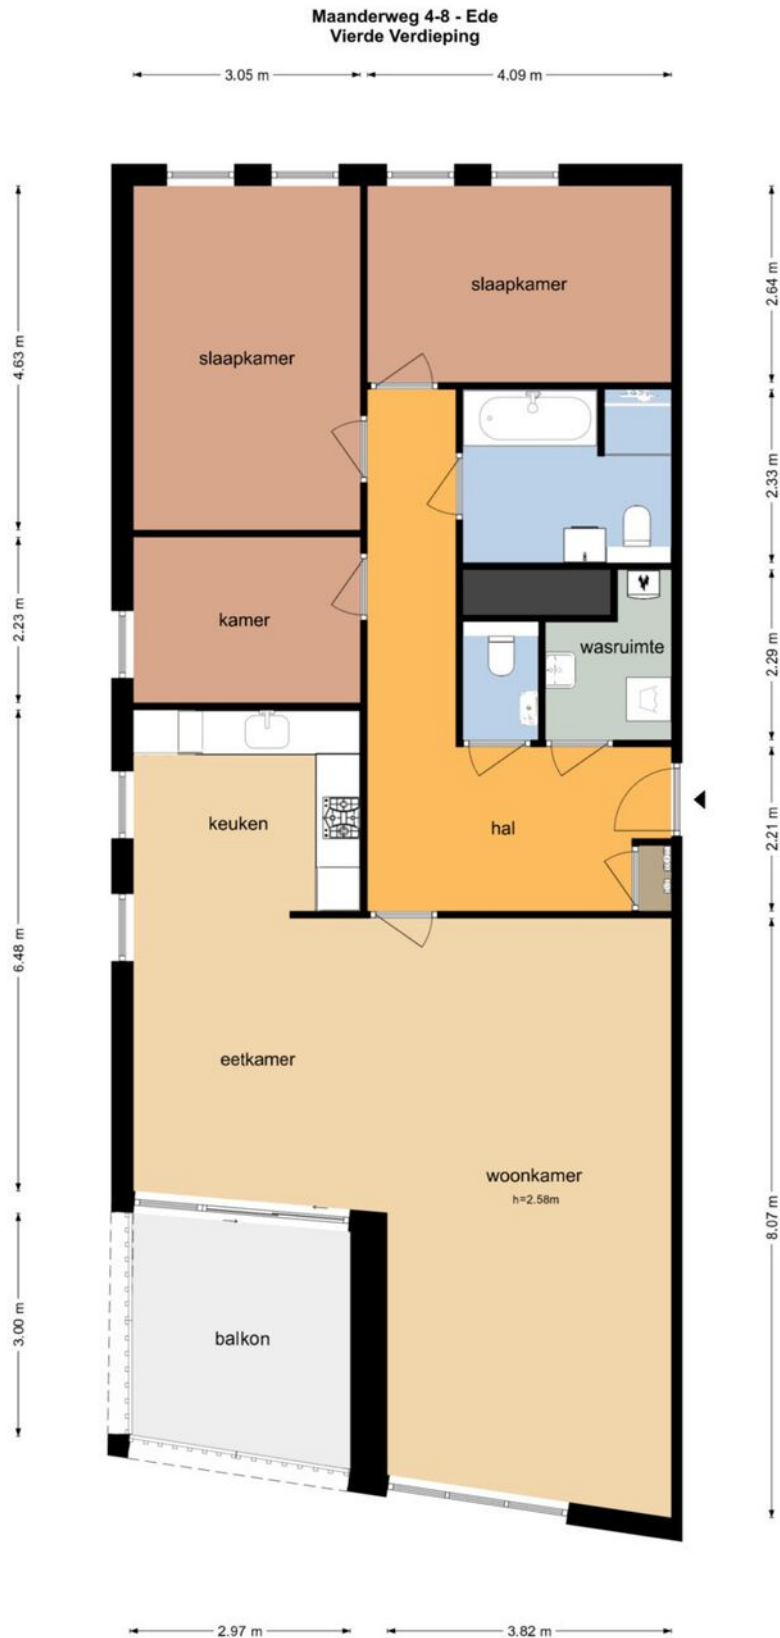 Maanderweg 4-8 - Ede
Vierde Verdieping
3.05 m
4.09 m
slaapkamer
slaapkamer
4.63 m
2.64 m
2.33 m
kamer
2.23 m
wasruimte
2.29 m
keuken
hal
2.21 m
6.48 m
eetkamer
woonkamer
h=2.58m
8.07 m
balkon
3.00 m
2.97 m
3.82 m